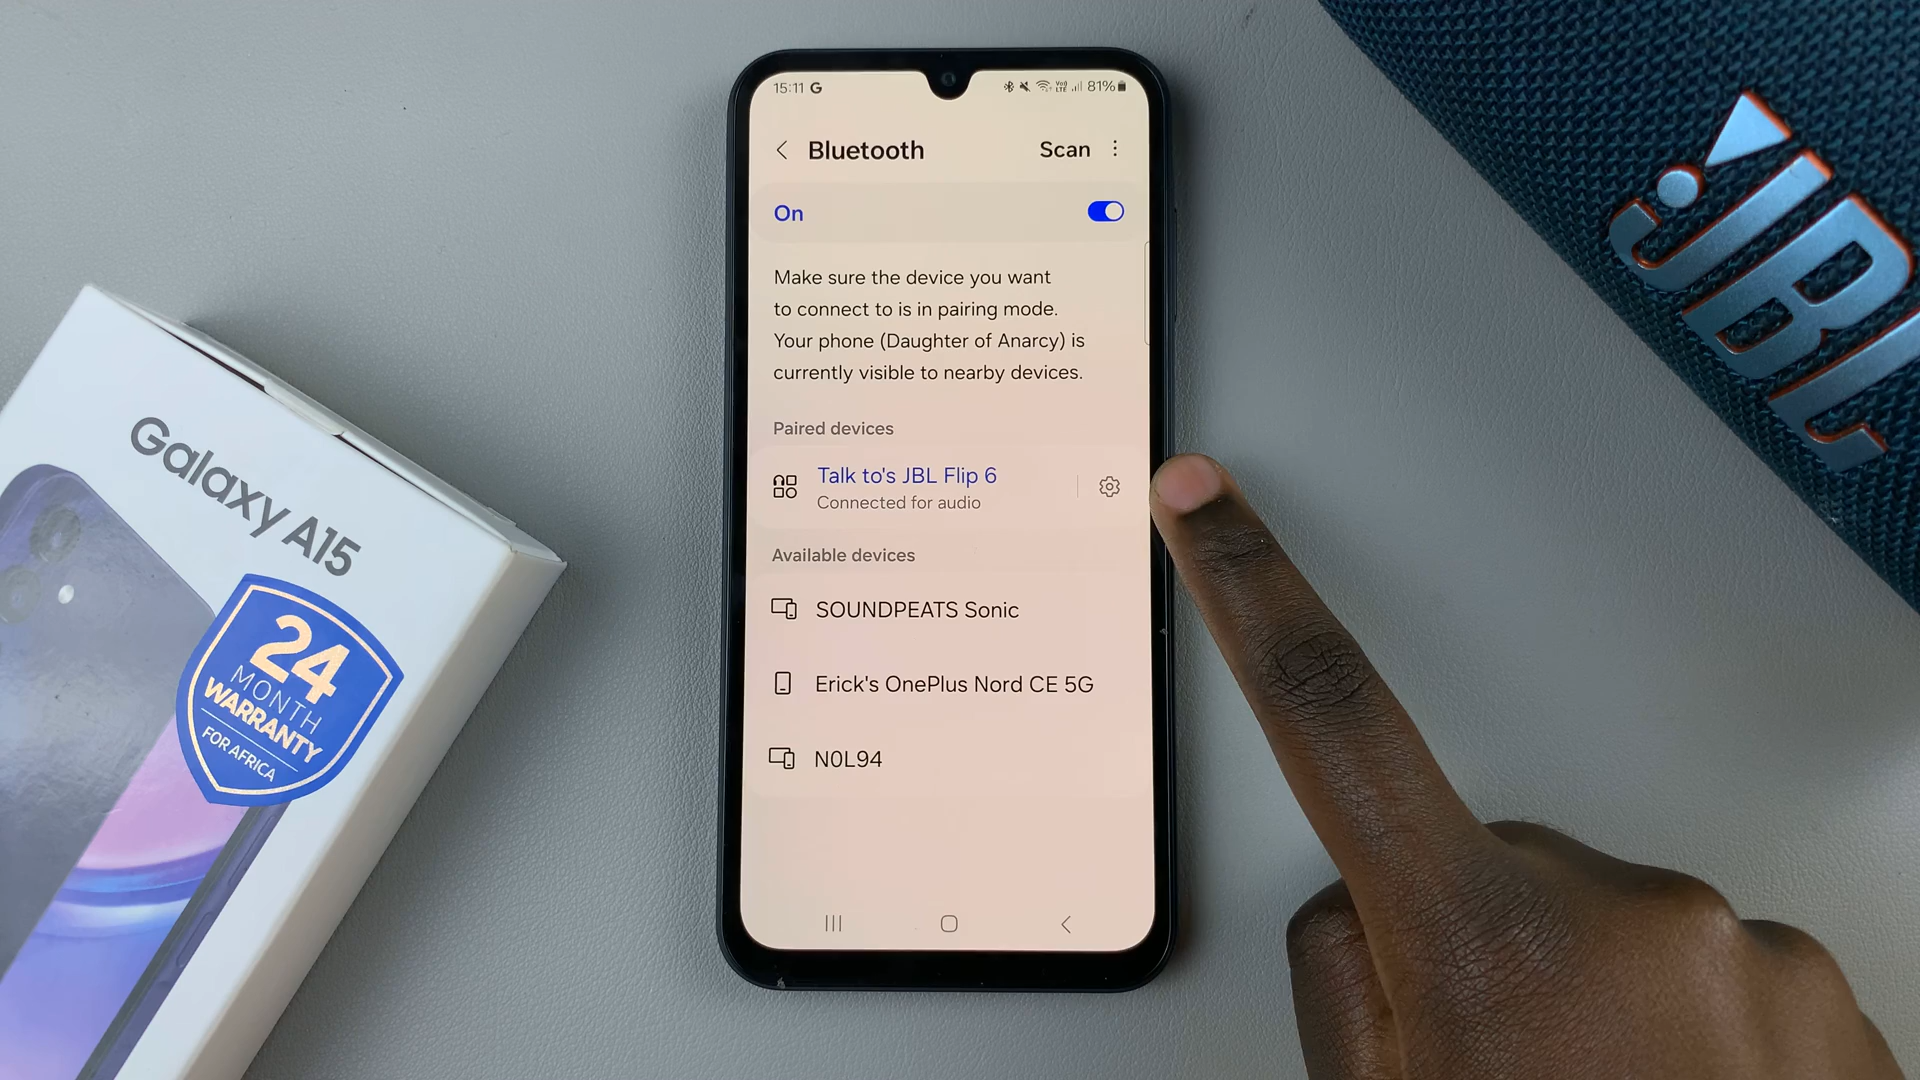 15:11 G
Vo)) LTE 81%
Bluetooth Scan
On
Make sure the device you want
to connect to is in pairing mode.
Your phone (Daughter of Anarcy) is
currently visible to nearby devices.
Paired devices
Talk to's JBL Flip 6
Connected for audio
Available devices
SOUNDPEATS Sonic
Erick's OnePlus Nord CE 5G
N0L94
Galaxy A15
24
MONTH
WARRANTY
FOR AFRICA
JBL